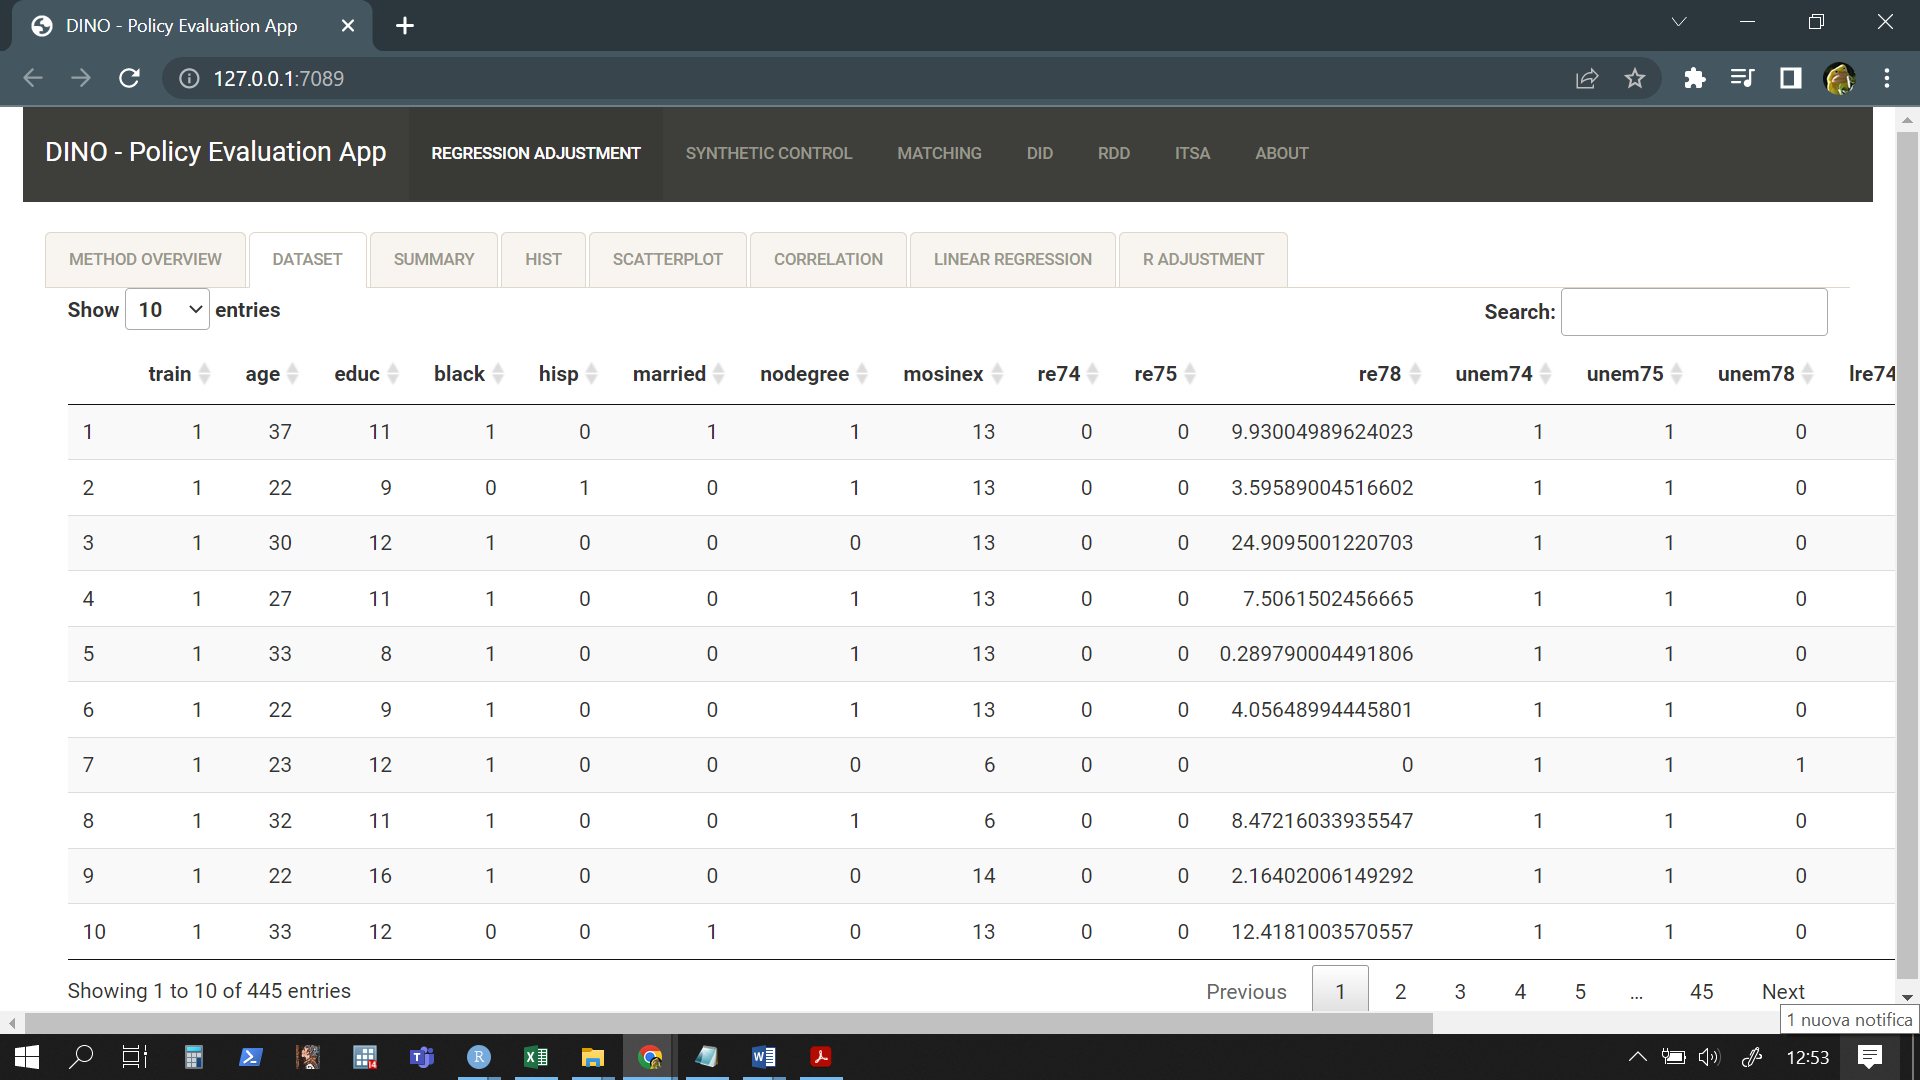 DINO - Policy Evaluation App
127.0.0.1:7089
DINO - Policy Evaluation App REGRESSION ADJUSTMENT SYNTHETIC CONTROL MATCHING DID RDD ITSA ABOUT
METHOD OVERVIEW DATASET SUMMARY HIST SCATTERPLOT CORRELATION LINEAR REGRESSION R ADJUSTMENT
Show 10 entries Search:
train age educ black hisp married nodegree mosinex re74 re75 re78 unem74 unem75 unem78 lre74
1 1 37 11 1 0 1 1 13 0 0 9.93004989624023 1 1 0
2 1 22 9 0 1 0 1 13 0 0 3.59589004516602 1 1 0
3 1 30 12 1 0 0 0 13 0 0 24.9095001220703 1 1 0
4 1 27 11 1 0 0 1 13 0 0 7.5061502456665 1 1 0
5 1 33 8 1 0 0 1 13 0 0 0.289790004491806 1 1 0
6 1 22 9 1 0 0 1 13 0 0 4.05648994445801 1 1 0
7 1 23 12 1 0 0 0 6 0 0 0 1 1 1
8 1 32 11 1 0 0 1 6 0 0 8.47216033935547 1 1 0
9 1 22 16 1 0 0 0 14 0 0 2.16402006149292 1 1 0
10 1 33 12 0 0 1 0 13 0 0 12.4181003570557 1 1 0
Showing 1 to 10 of 445 entries Previous 1 2 3 4 5 ... 45 Next
1 nuova notifica
12:53